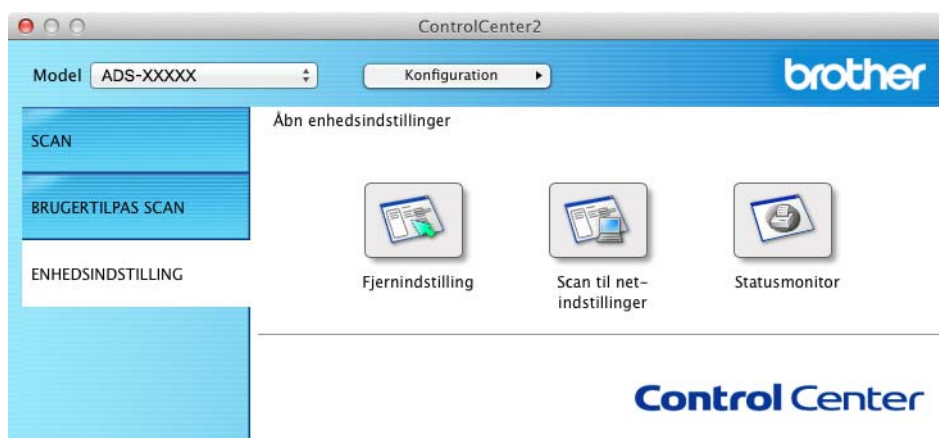 ControlCenter2
Model ADS-XXXXX Konfiguration
brother
SCAN
BRUGERTILPAS SCAN
ENHEDSINDSTILLING
Åbn enhedsindstillinger
Fjernindstilling
Scan til net-
indstillinger
Statusmonitor
Control Center